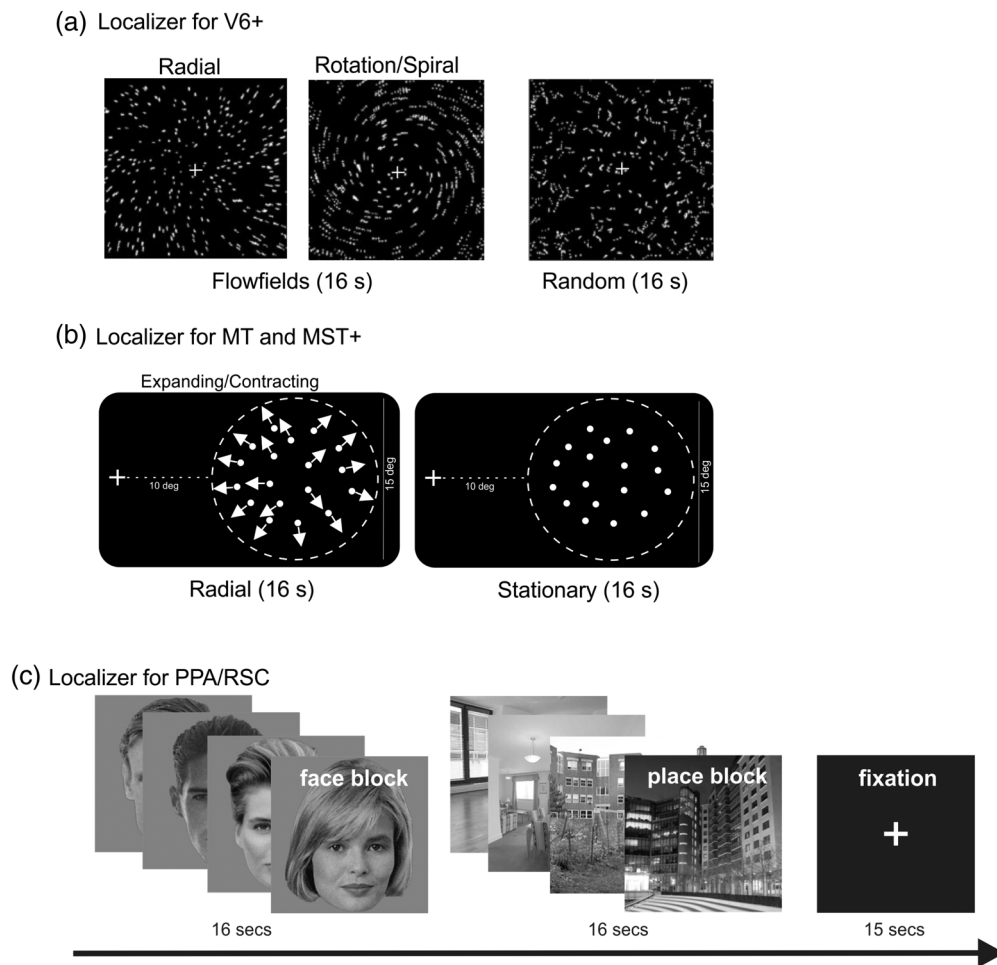 (a) Localizer for V6+
Radial
Rotation/Spiral
Flowfields (16 s)
Random (16 s)
(b) Localizer for MT and MST+
Expanding/Contracting
10 deg
15 deg
10 deg
15 deg
Radial (16 s)
Stationary (16 s)
(c) Localizer for PPA/RSC
face block
place block
fixation
16 secs
16 secs
15 secs